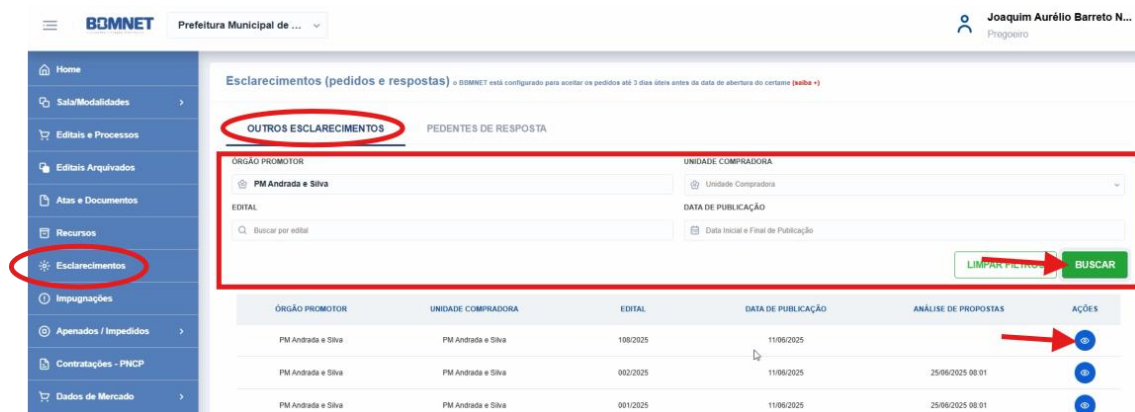 BBMNET
Prefeitura Municipal de ...
Joaquim Aurélio Barreto N...
Pregoeiro
Home
Sala/Modalidades
Editais e Processos
Editais Arquivados
Atas e Documentos
Recursos
Esclarecimentos
Impugnações
Apenados / Impedidos
Contratações - PNCP
Dados de Mercado
Esclarecimentos (pedidos e respostas) o BBMNET está configurado para aceitar os pedidos até 3 dias úteis antes da data de abertura do certame (saiba +)
OUTROS ESCLARECIMENTOS PEDENTES DE RESPOSTA
ÓRGÃO PROMOTOR UNIDADE COMPRADORA
PM Andrada e Silva Unidade Compradora
EDITAL DATA DE PUBLICAÇÃO
Buscar por edital Data Inicial e Final de Publicação
LIMPAR FILTROS BUSCAR
ÓRGÃO PROMOTOR UNIDADE COMPRADORA EDITAL DATA DE PUBLICAÇÃO ANÁLISE DE PROPOSTAS AÇÕES
PM Andrada e Silva PM Andrada e Silva 108/2025 11/06/2025
PM Andrada e Silva PM Andrada e Silva 002/2025 11/06/2025 25/06/2025 08:01
PM Andrada e Silva PM Andrada e Silva 001/2025 11/06/2025 25/06/2025 08:01